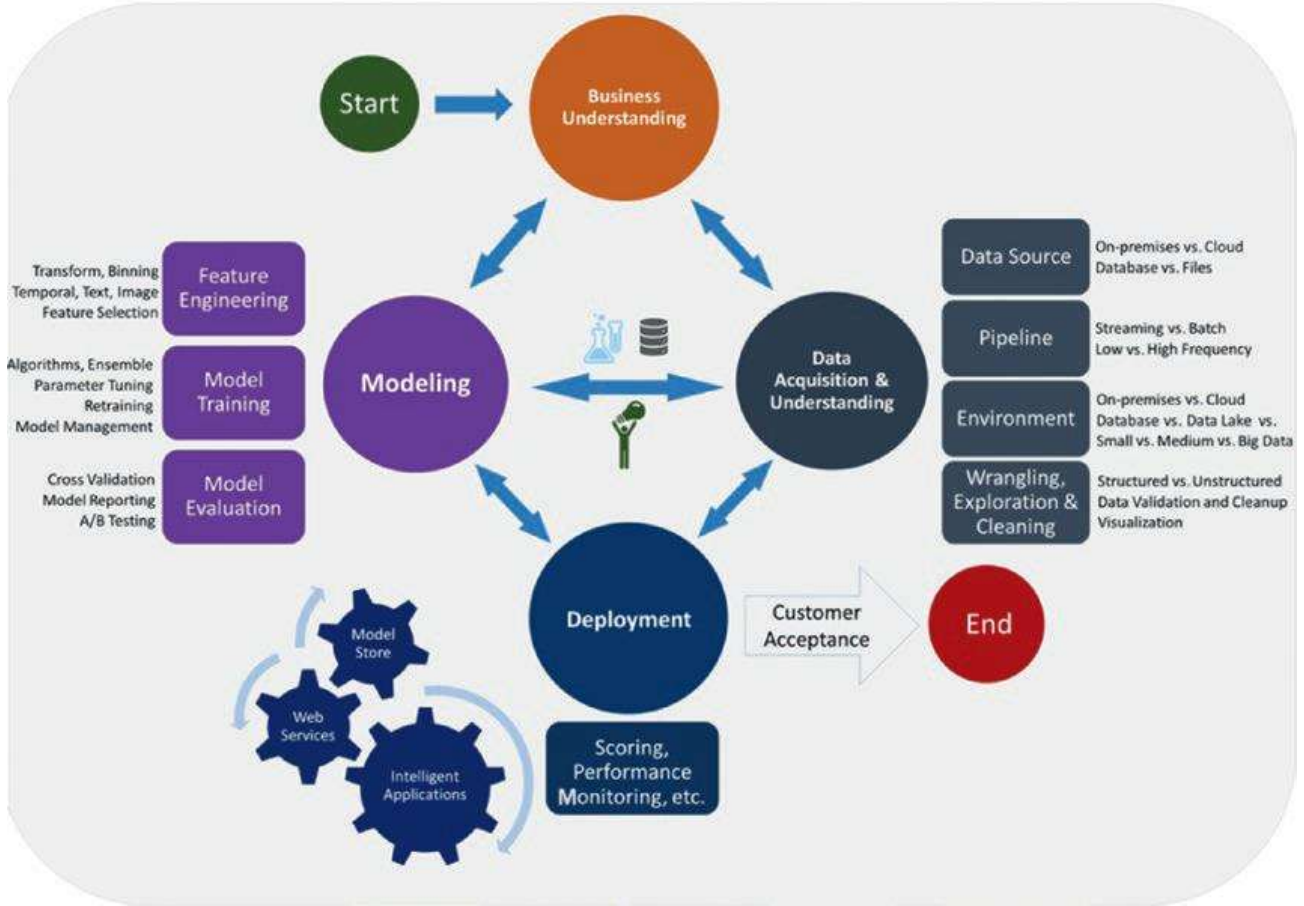 Start
Business
Understanding
Transform, Binning
Temporal, Text, Image
Feature Selection
Feature
Engineering
Algorithms, Ensemble
Parameter Tuning
Retraining
Model Management
Model
Training
Cross Validation
Model Reporting
A/B Testing
Model
Evaluation
Modeling
Data
Acquisition &
Understanding
Data Source
On-premises vs. Cloud
Database vs. Files
Pipeline
Streaming vs. Batch
Low vs. High Frequency
Environment
On-premises vs. Cloud
Database vs. Data Lake vs.
Small vs. Medium vs. Big Data
Wrangling,
Exploration &
Cleaning
Structured vs. Unstructured
Data Validation and Cleanup
Visualization
Deployment
Customer
Acceptance
End
Model
Store
Web
Services
Intelligent
Applications
Scoring,
Performance
Monitoring, etc.